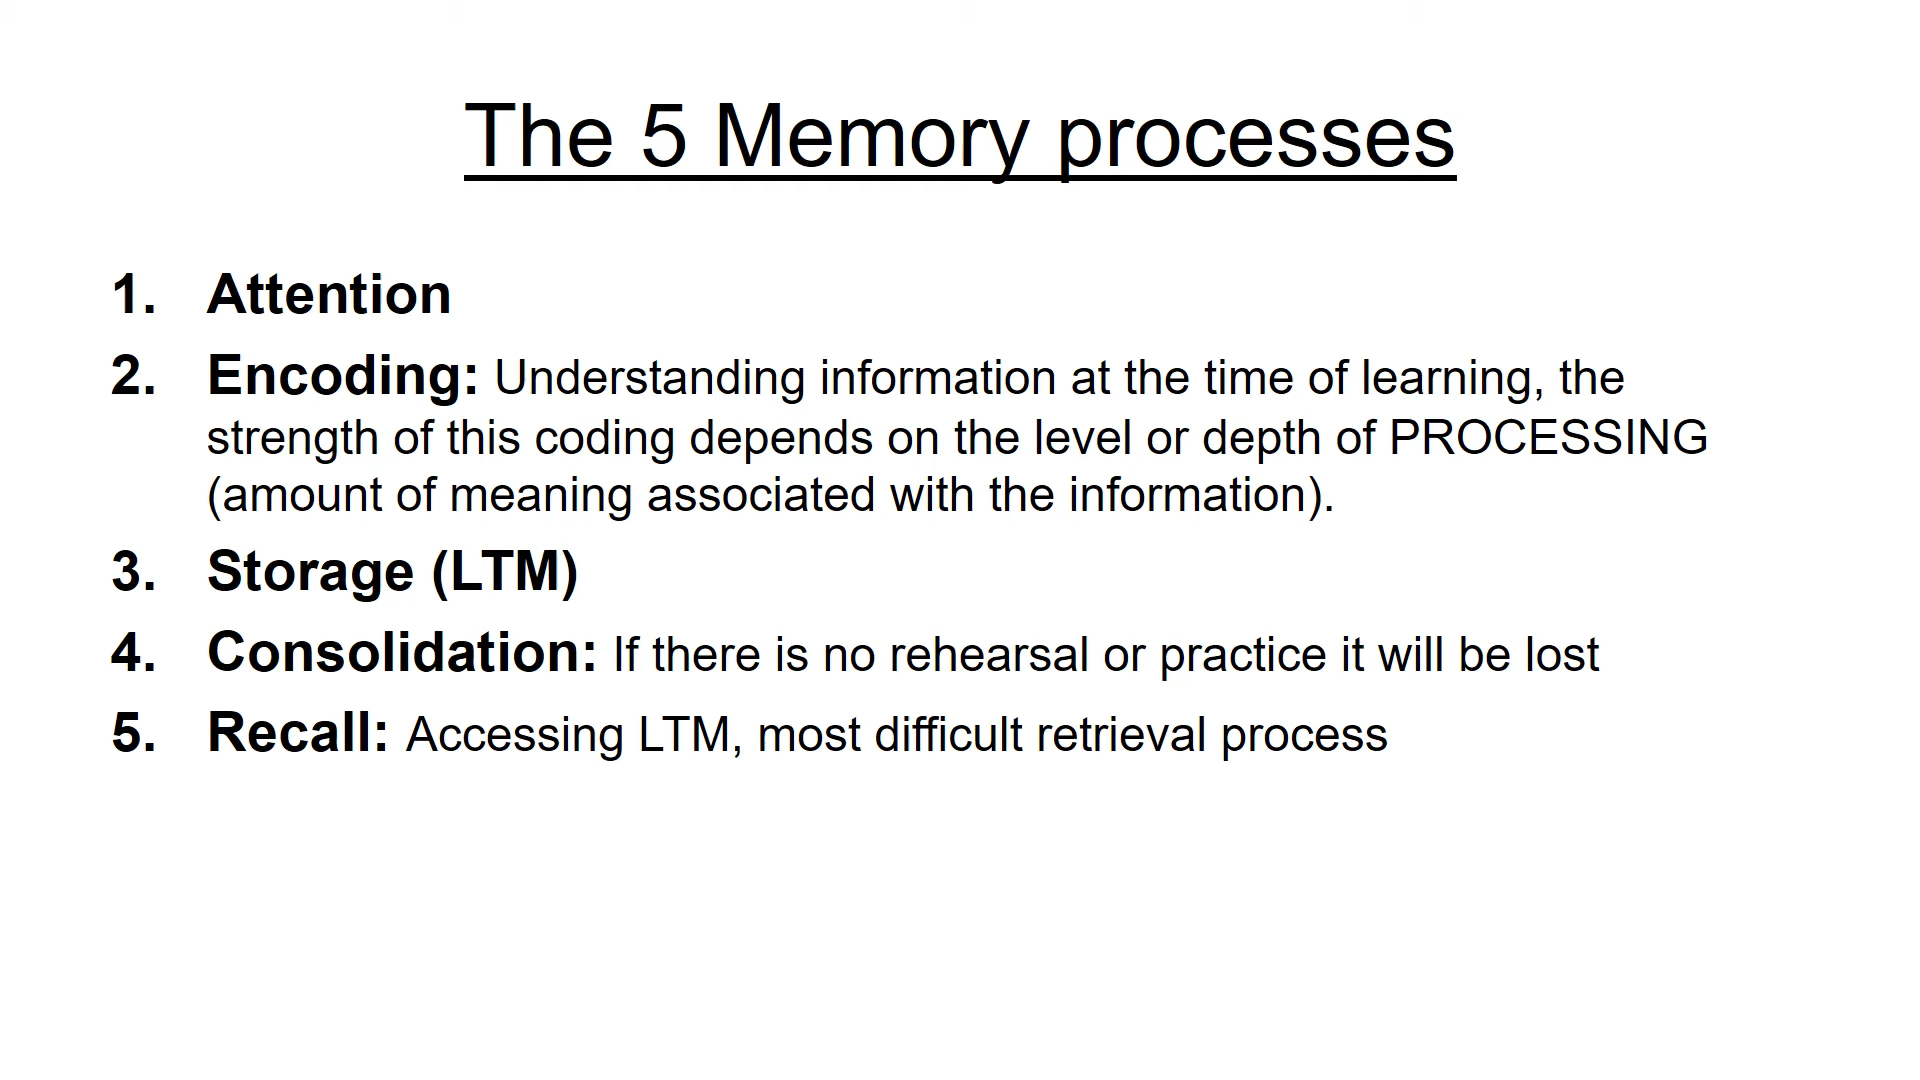 The 5 Memory processes
1. Attention
2. Encoding: Understanding information at the time of learning, the
strength of this coding depends on the level or depth of PROCESSING
(amount of meaning associated with the information).
3. Storage (LTM)
4. Consolidation: If there is no rehearsal or practice it will be lost
5. Recall: Accessing LTM, most difficult retrieval process